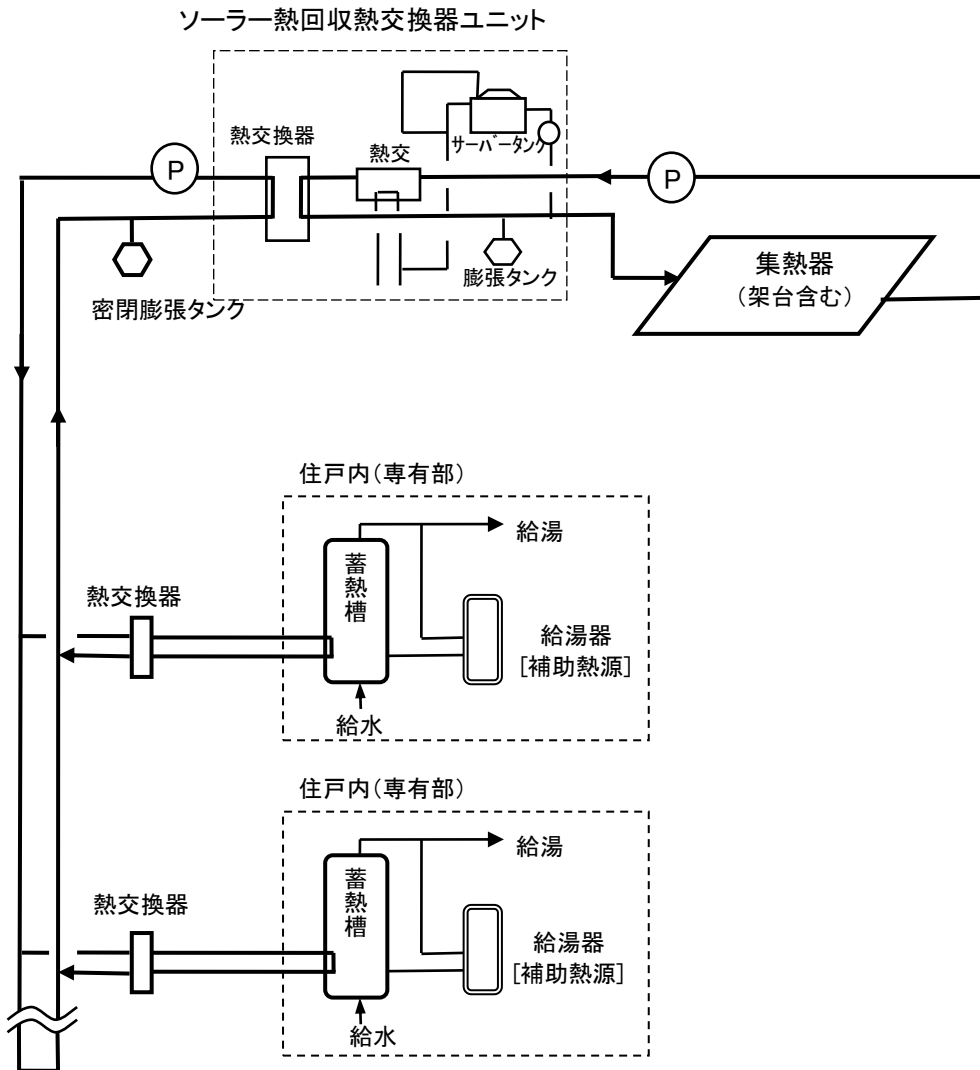 ソーラー熱回収熱交換器ユニット
熱交換器
熱交
サーバータンク
P
P
密閉膨張タンク
膨張タンク
集熱器
（架台含む）
住戸内（専有部）
熱交換器
蓄熱槽
給湯
給湯器
［補助熱源］
給水
住戸内（専有部）
熱交換器
蓄熱槽
給湯
給湯器
［補助熱源］
給水